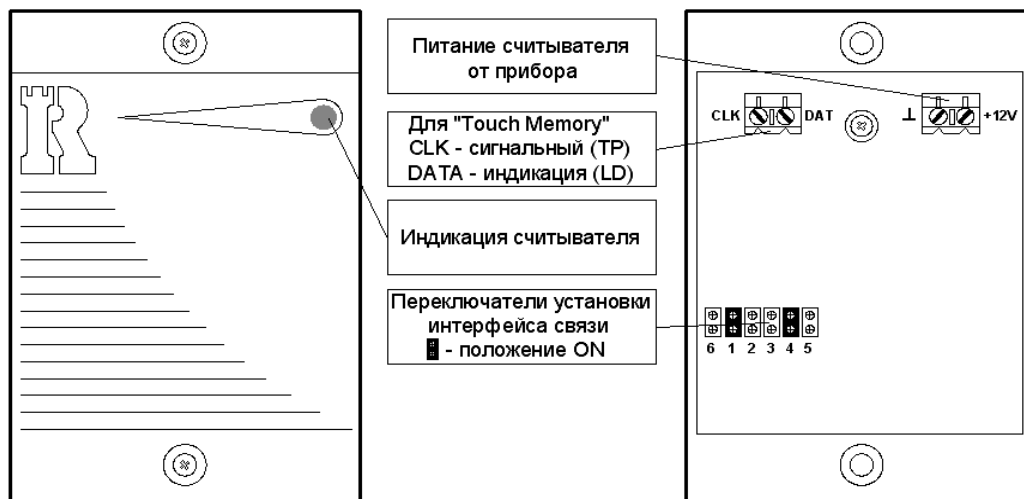 IR
Питание считывателя
от прибора
Для "Touch Memory"
CLK - сигнальный (TP)
DATA - индикация (LD)
Индикация считывателя
Переключатели установки
интерфейса связи
- положение ON
CLK
DAT
⊥
+12V
6 1 2 3 4 5